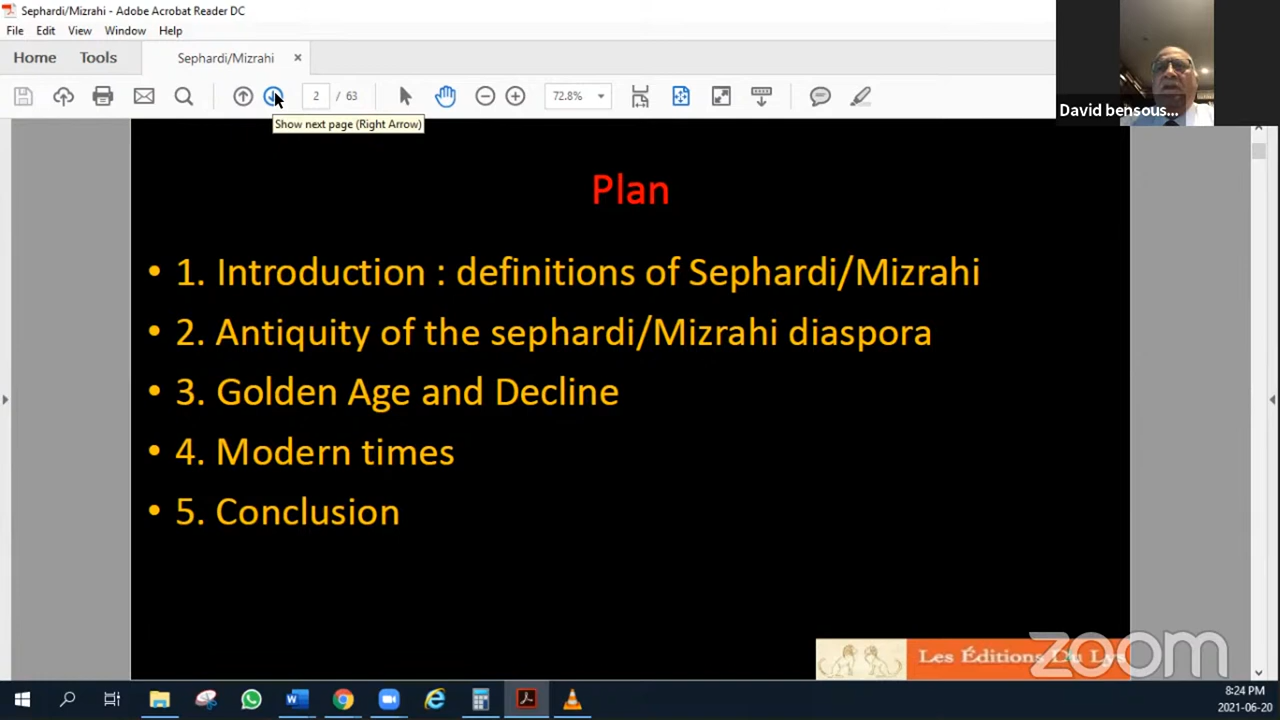 Sephardi/Mizrahi - Adobe Acrobat Reader DC
File Edit View Window Help
Home Tools Sephardi/Mizrahi ×
2 / 63 72.8%
Show next page (Right Arrow)
David bensous...
Plan
• 1. Introduction : definitions of Sephardi/Mizrahi
• 2. Antiquity of the sephardi/Mizrahi diaspora
• 3. Golden Age and Decline
• 4. Modern times
• 5. Conclusion
Les Éditions Du Lys
zoom
8:24 PM
2021-06-20